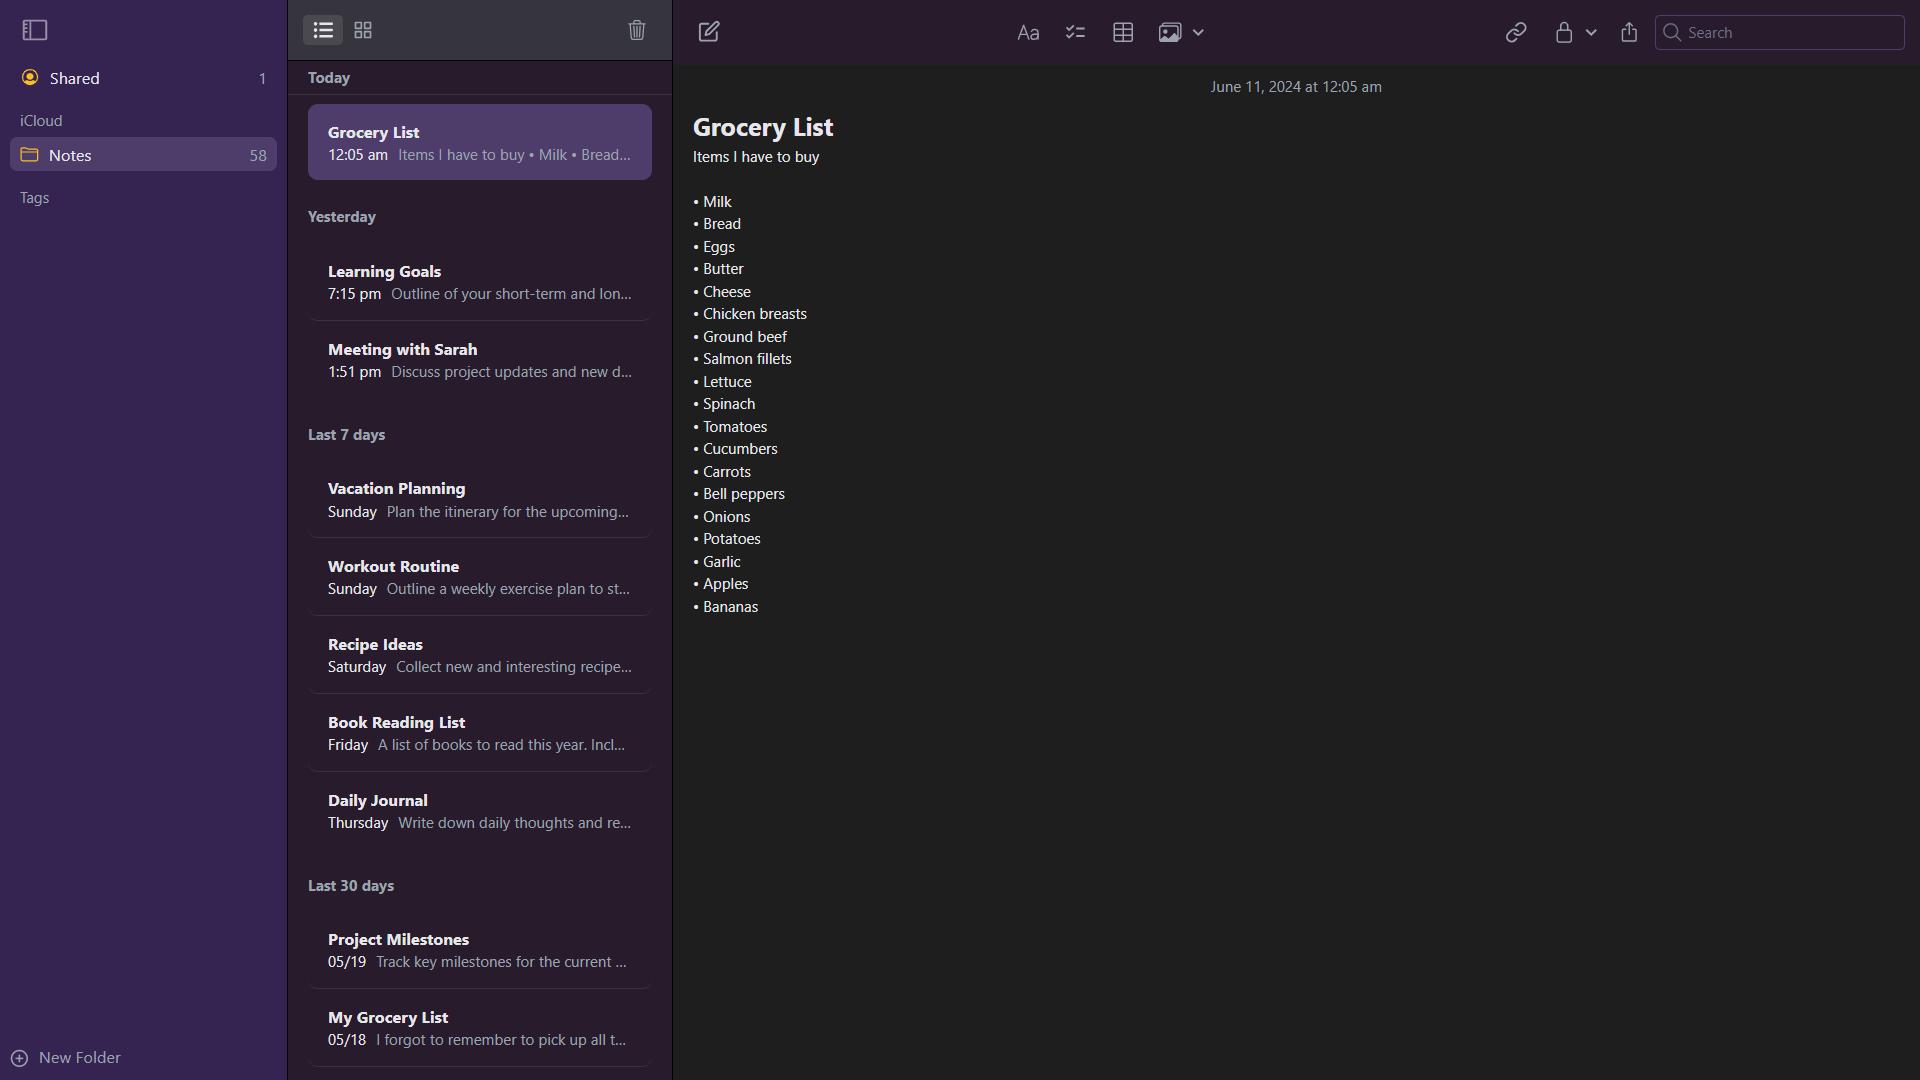 Shared 1
iCloud
Notes 58
Tags
New Folder
Today
Grocery List
12:05 am Items I have to buy • Milk • Bread...
Yesterday
Learning Goals
7:15 pm Outline of your short-term and lon...
Meeting with Sarah
1:51 pm Discuss project updates and new d...
Last 7 days
Vacation Planning
Sunday Plan the itinerary for the upcoming...
Workout Routine
Sunday Outline a weekly exercise plan to st...
Recipe Ideas
Saturday Collect new and interesting recipe...
Book Reading List
Friday A list of books to read this year. Incl...
Daily Journal
Thursday Write down daily thoughts and re...
Last 30 days
Project Milestones
05/19 Track key milestones for the current ...
My Grocery List
05/18 I forgot to remember to pick up all t...
Aa
Search
June 11, 2024 at 12:05 am
Grocery List
Items I have to buy
• Milk
• Bread
• Eggs
• Butter
• Cheese
• Chicken breasts
• Ground beef
• Salmon fillets
• Lettuce
• Spinach
• Tomatoes
• Cucumbers
• Carrots
• Bell peppers
• Onions
• Potatoes
• Garlic
• Apples
• Bananas